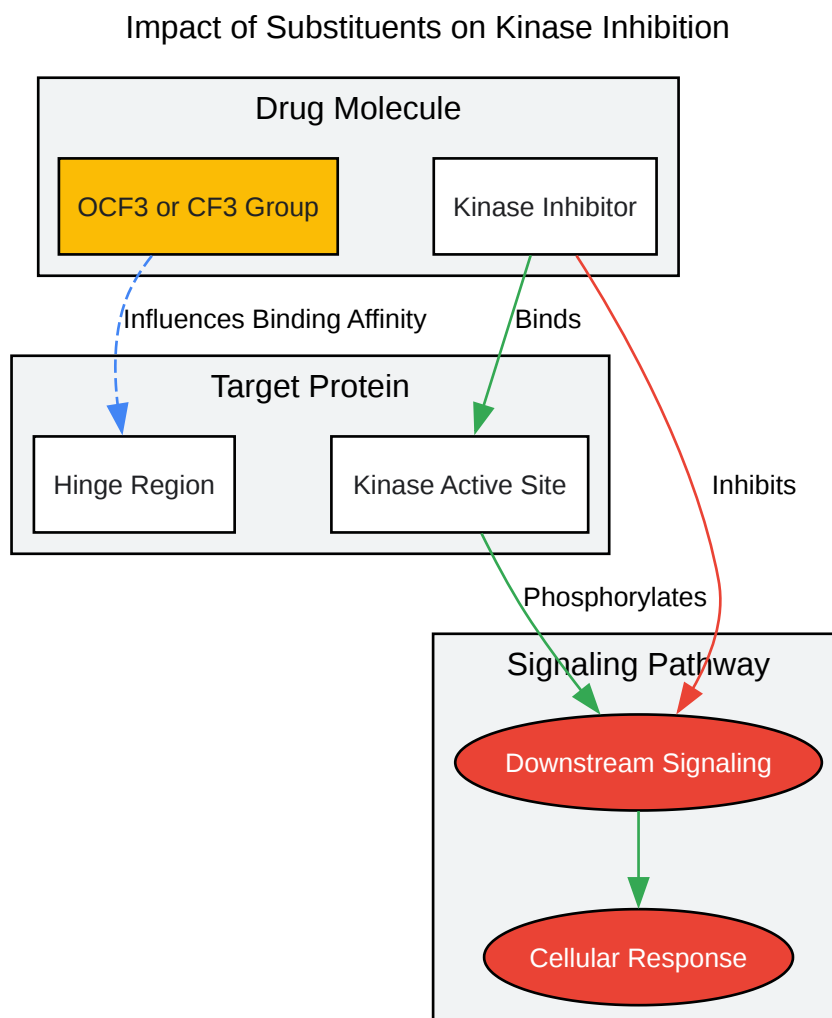 Impact of Substituents on Kinase Inhibition
Drug Molecule
OCF3 or CF3 Group
Kinase Inhibitor
Influences Binding Affinity
Binds
Target Protein
Hinge Region
Kinase Active Site
Inhibits
Phosphorylates
Signaling Pathway
Downstream Signaling
Cellular Response